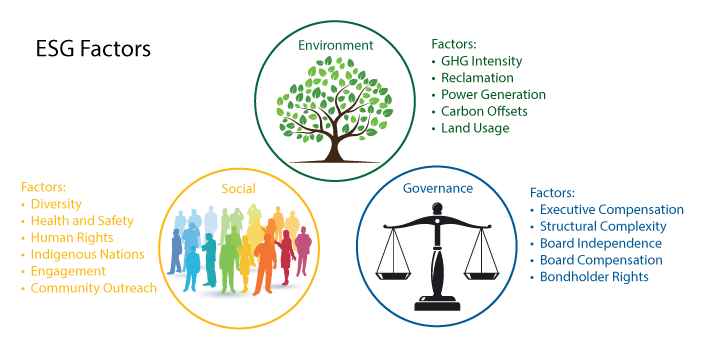 ESG Factors
Environment
Factors:
• GHG Intensity
• Reclamation
• Power Generation
• Carbon Offsets
• Land Usage
Factors:
• Diversity
• Health and Safety
• Human Rights
• Indigenous Nations
• Engagement
• Community Outreach
Social
Governance
Factors:
• Executive Compensation
• Structural Complexity
• Board Independence
• Board Compensation
• Bondholder Rights